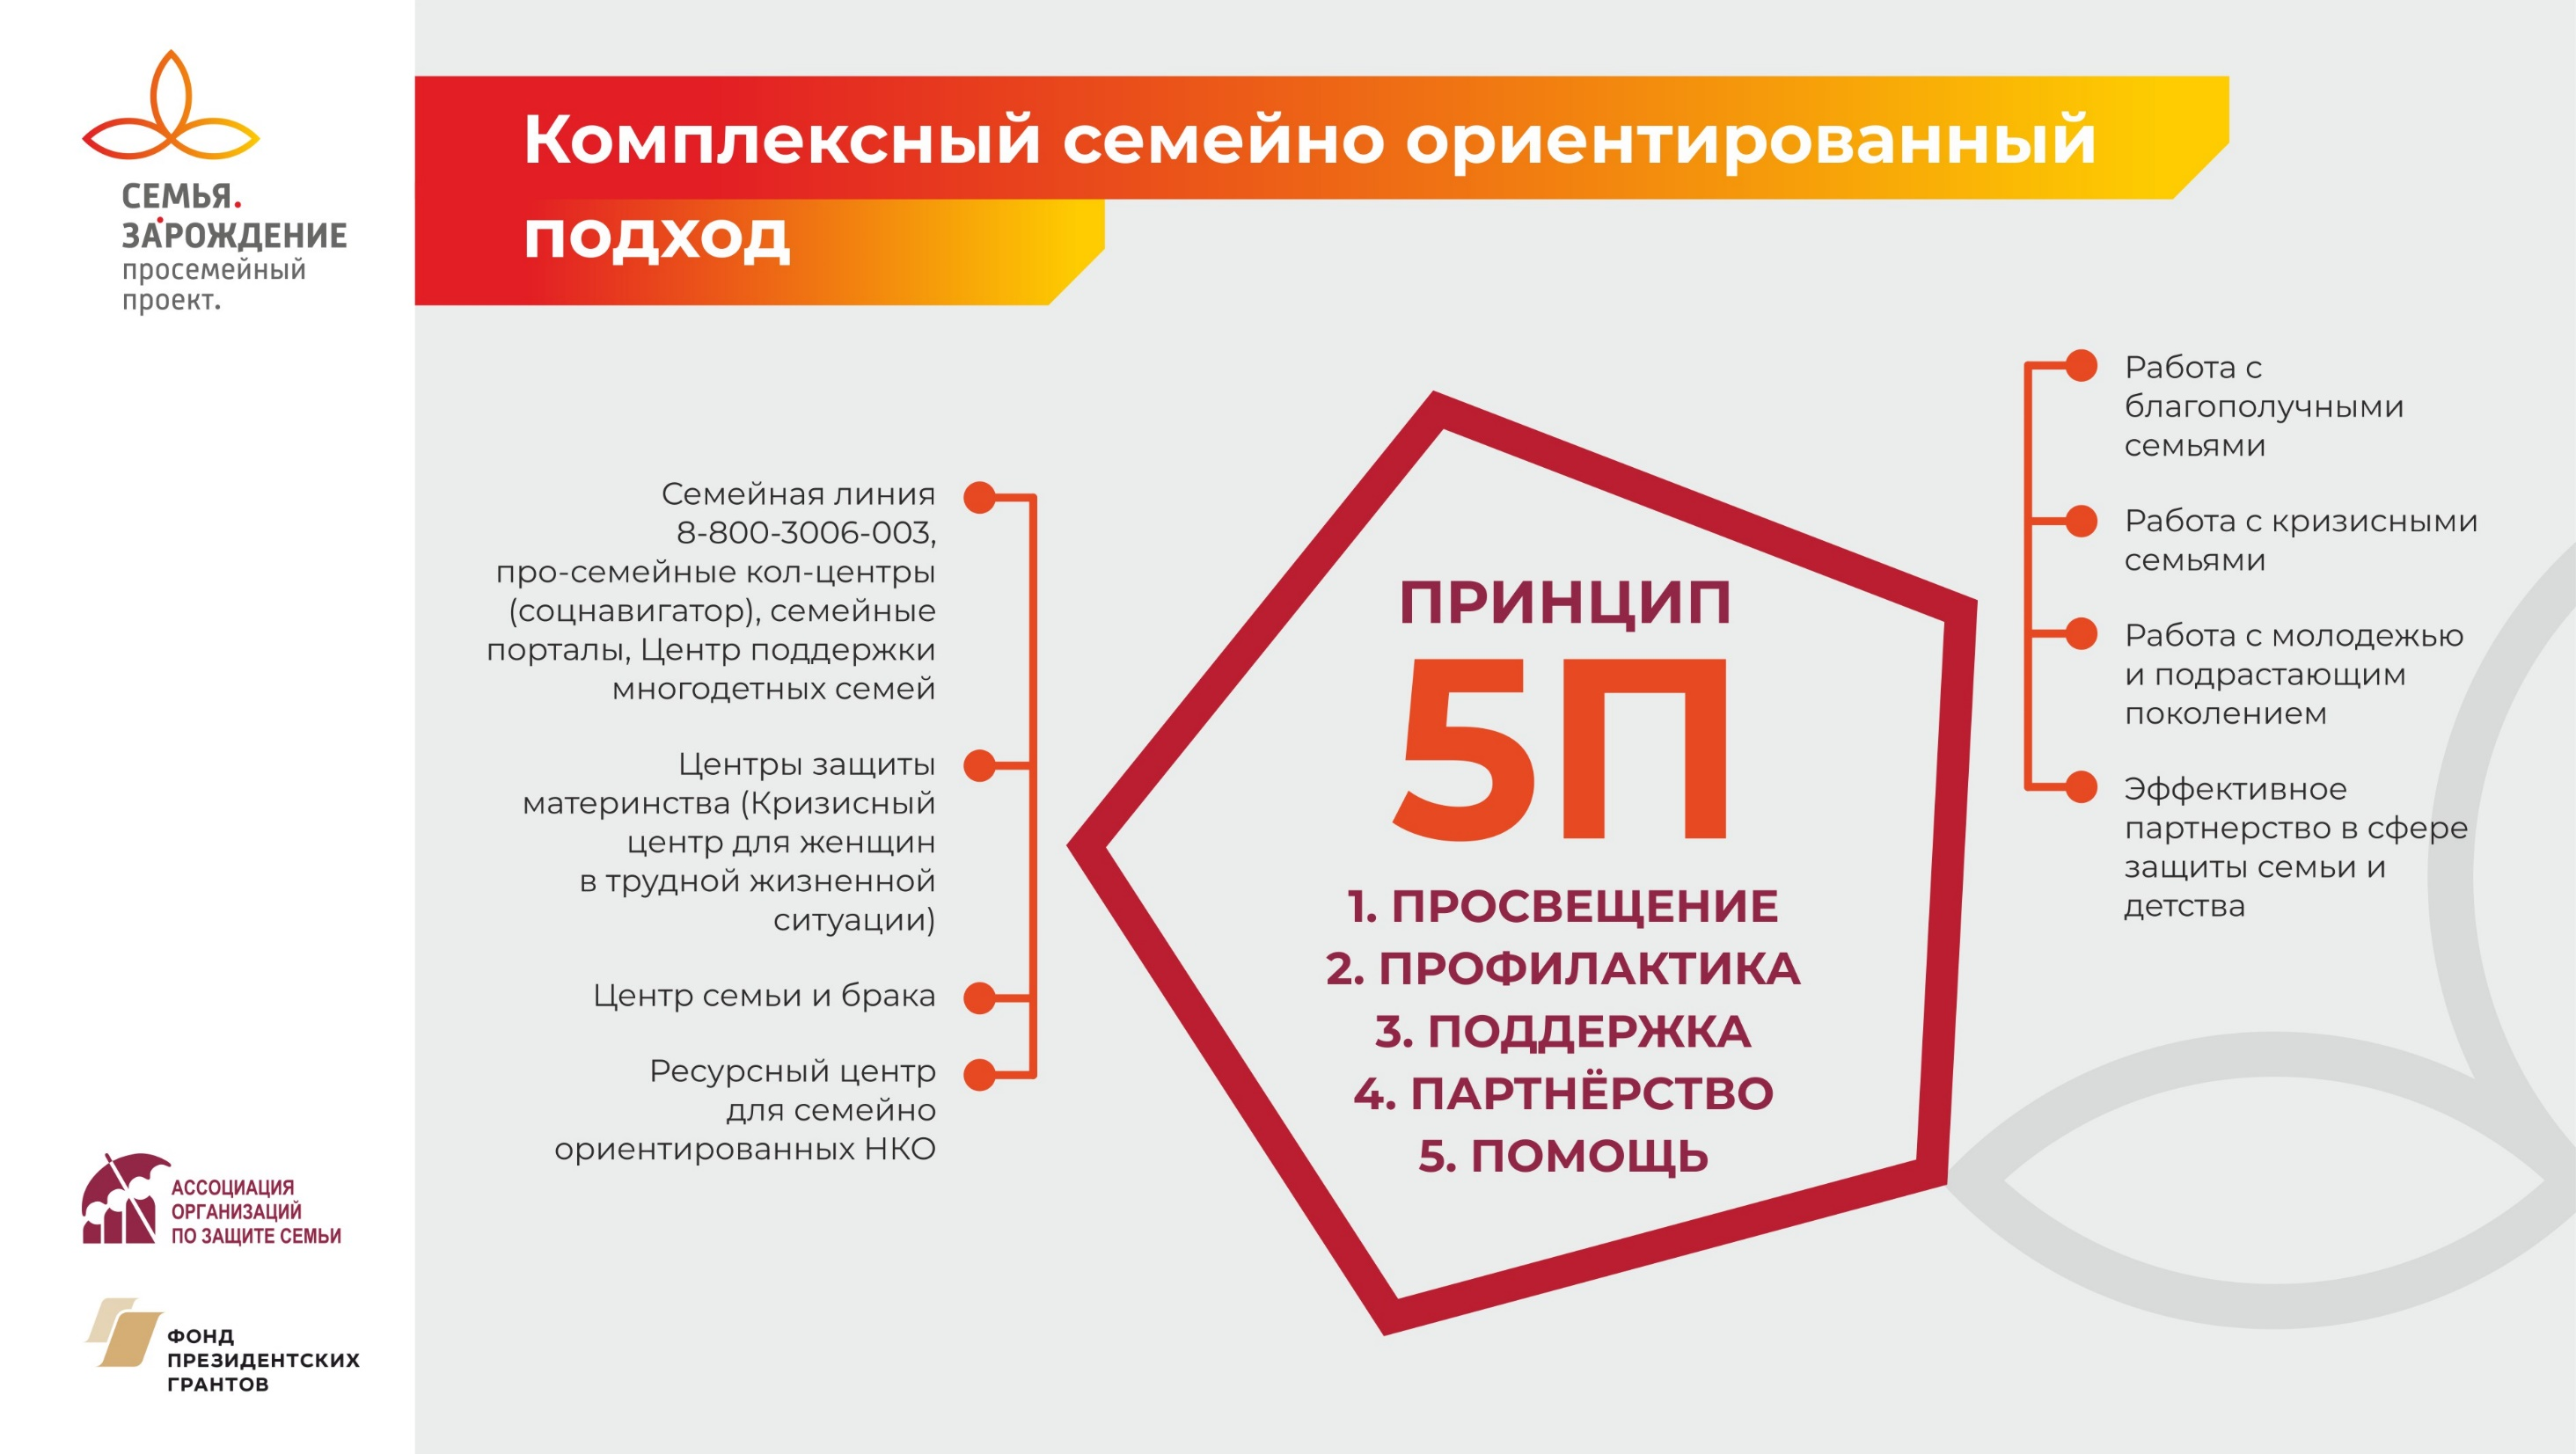 СЕМЬЯ.
ЗАРОЖДЕНИЕ
просемейный
проект.
Комплексный семейно ориентированный
подход
Семейная линия
8-800-3006-003,
про-семейные кол-центры
(соцнавигатор), семейные
порталы, Центр поддержки
многодетных семей
Центры защиты
материнства (Кризисный
центр для женщин
в трудной жизненной
ситуации)
Центр семьи и брака
Ресурсный центр
для семейно
ориентированных НКО
ПРИНЦИП
5П
1. ПРОСВЕЩЕНИЕ
2. ПРОФИЛАКТИКА
3. ПОДДЕРЖКА
4. ПАРТНЁРСТВО
5. ПОМОЩЬ
Работа с
благополучными
семьями
Работа с кризисными
семьями
Работа с молодежью
и подрастающим
поколением
Эффективное
партнерство в сфере
защиты семьи и
детства
АССОЦИАЦИЯ
ОРГАНИЗАЦИЙ
ПО ЗАЩИТЕ СЕМЬИ
ФОНД
ПРЕЗИДЕНТСКИХ
ГРАНТОВ